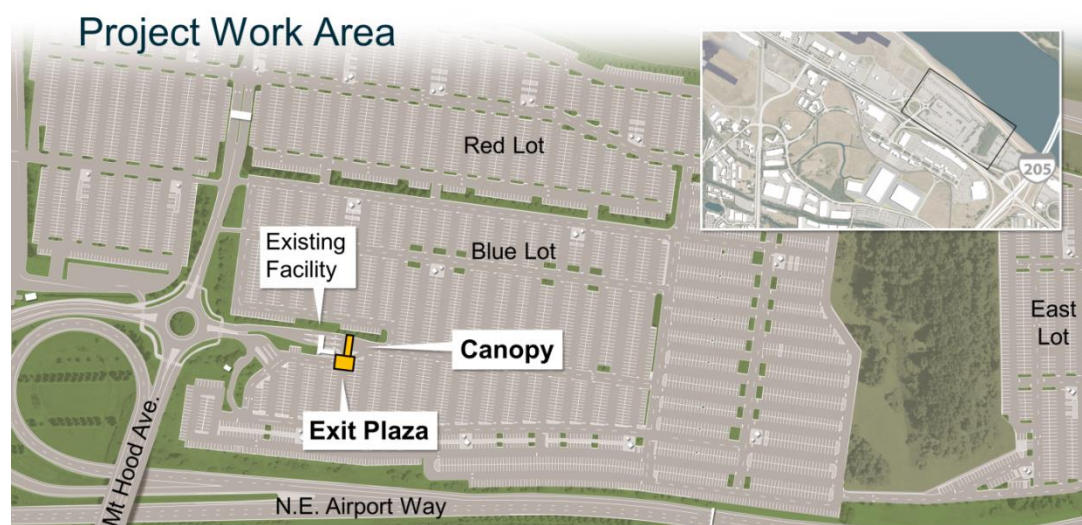 Project Work Area
205
Red Lot
Existing
Facility
Blue Lot
East
Lot
Canopy
Exit Plaza
Mt Hood Ave.
N.E. Airport Way